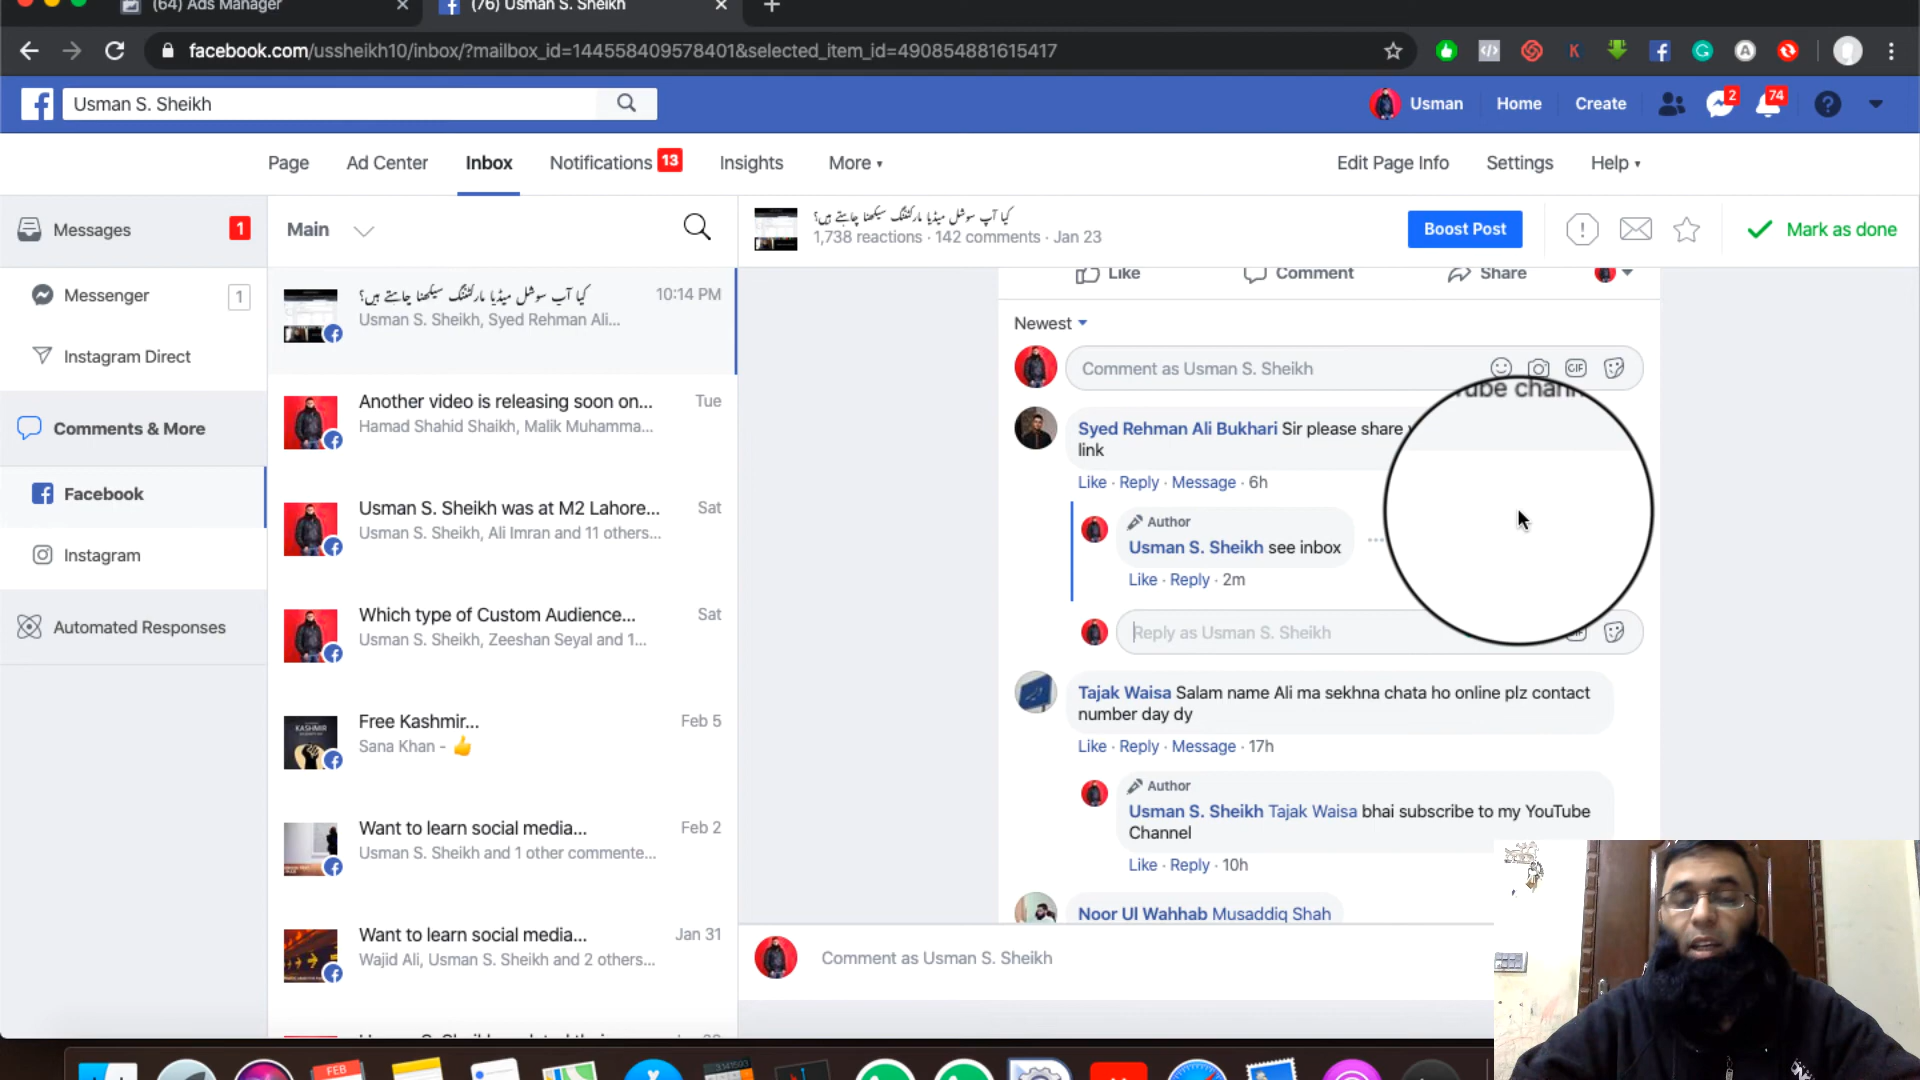 (64) Ads Manager
(76) Usman S. Sheikh
facebook.com/ussheikh10/inbox/?mailbox_id=144558409578401&selected_item_id=490854881615417
Usman S. Sheikh
Usman
Home
Create
2
74
Page
Ad Center
Inbox
Notifications 13
Insights
More
Edit Page Info
Settings
Help
Messages 1
Messenger 1
Instagram Direct
Comments & More
Facebook
Instagram
Automated Responses
Main
کیا آپ سوشل میڈیا مارکٹنگ سیکھنا چاہتے ہیں؟
10:14 PM
Usman S. Sheikh, Syed Rehman Ali...
Another video is releasing soon on...
Tue
Hamad Shahid Shaikh, Malik Muhamma...
Usman S. Sheikh was at M2 Lahore...
Sat
Usman S. Sheikh, Ali Imran and 11 others...
Which type of Custom Audience...
Sat
Usman S. Sheikh, Zeeshan Seyal and 1...
KASHMIR
Free Kashmir...
Feb 5
Sana Khan - 👍
Want to learn social media...
Feb 2
Usman S. Sheikh and 1 other commente...
Want to learn social media...
Jan 31
Wajid Ali, Usman S. Sheikh and 2 others...
کیا آپ سوشل میڈیا مارکٹنگ سیکھنا چاہتے ہیں؟
1,738 reactions · 142 comments · Jan 23
Boost Post
Mark as done
Like
Comment
Share
Newest
Comment as Usman S. Sheikh
GIF
Syed Rehman Ali Bukhari Sir please share
link
Like · Reply · Message · 6h
Author
Usman S. Sheikh see inbox
Like · Reply · 2m
Reply as Usman S. Sheikh
Tajak Waisa Salam name Ali ma sekhna chata ho online plz contact
number day dy
Like · Reply · Message · 17h
Author
Usman S. Sheikh Tajak Waisa bhai subscribe to my YouTube
Channel
Like · Reply · 10h
Noor Ul Wahhab Musaddiq Shah
Comment as Usman S. Sheikh
FEB